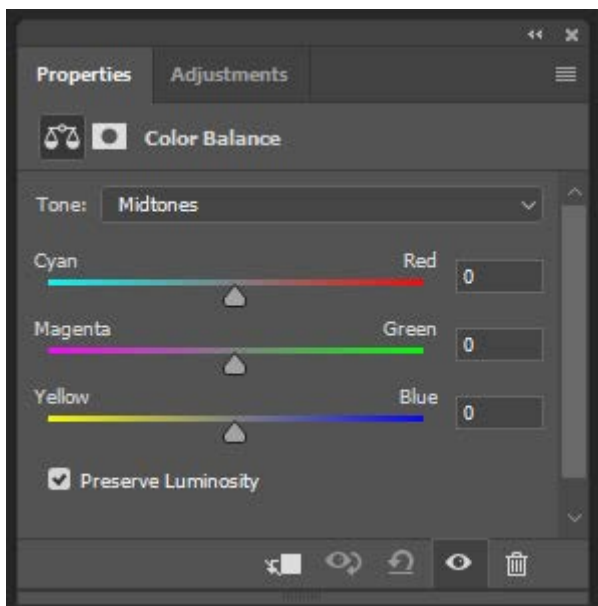 Properties Adjustments
Color Balance
Tone: Midtones
Cyan Red 0
Magenta Green 0
Yellow Blue 0
Preserve Luminosity